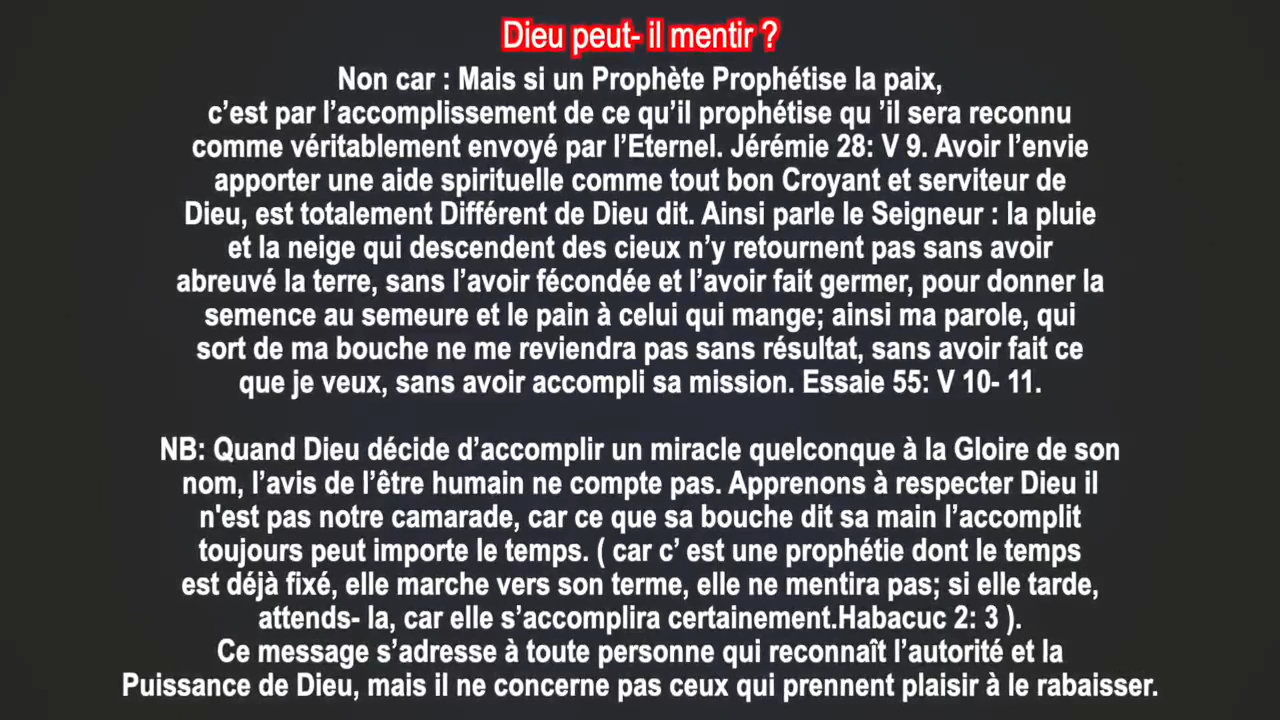 Dieu peut- il mentir ?
Non car : Mais si un Prophète Prophétise la paix,
c’est par l’accomplissement de ce qu’il prophétise qu ’il sera reconnu
comme véritablement envoyé par l’Eternel. Jérémie 28: V 9. Avoir l’envie
apporter une aide spirituelle comme tout bon Croyant et serviteur de
Dieu, est totalement Différent de Dieu dit. Ainsi parle le Seigneur : la pluie
et la neige qui descendent des cieux n’y retournent pas sans avoir
abreuvé la terre, sans l’avoir fécondée et l’avoir fait germer, pour donner la
semence au semeure et le pain à celui qui mange; ainsi ma parole, qui
sort de ma bouche ne me reviendra pas sans résultat, sans avoir fait ce
que je veux, sans avoir accompli sa mission. Essaie 55: V 10- 11.
NB: Quand Dieu décide d’accomplir un miracle quelconque à la Gloire de son
nom, l’avis de l’être humain ne compte pas. Apprenons à respecter Dieu il
n'est pas notre camarade, car ce que sa bouche dit sa main l’accomplit
toujours peut importe le temps. ( car c’ est une prophétie dont le temps
est déjà fixé, elle marche vers son terme, elle ne mentira pas; si elle tarde,
attends- la, car elle s’accomplira certainement.Habacuc 2: 3 ).
Ce message s’adresse à toute personne qui reconnaît l’autorité et la
Puissance de Dieu, mais il ne concerne pas ceux qui prennent plaisir à le rabaisser.